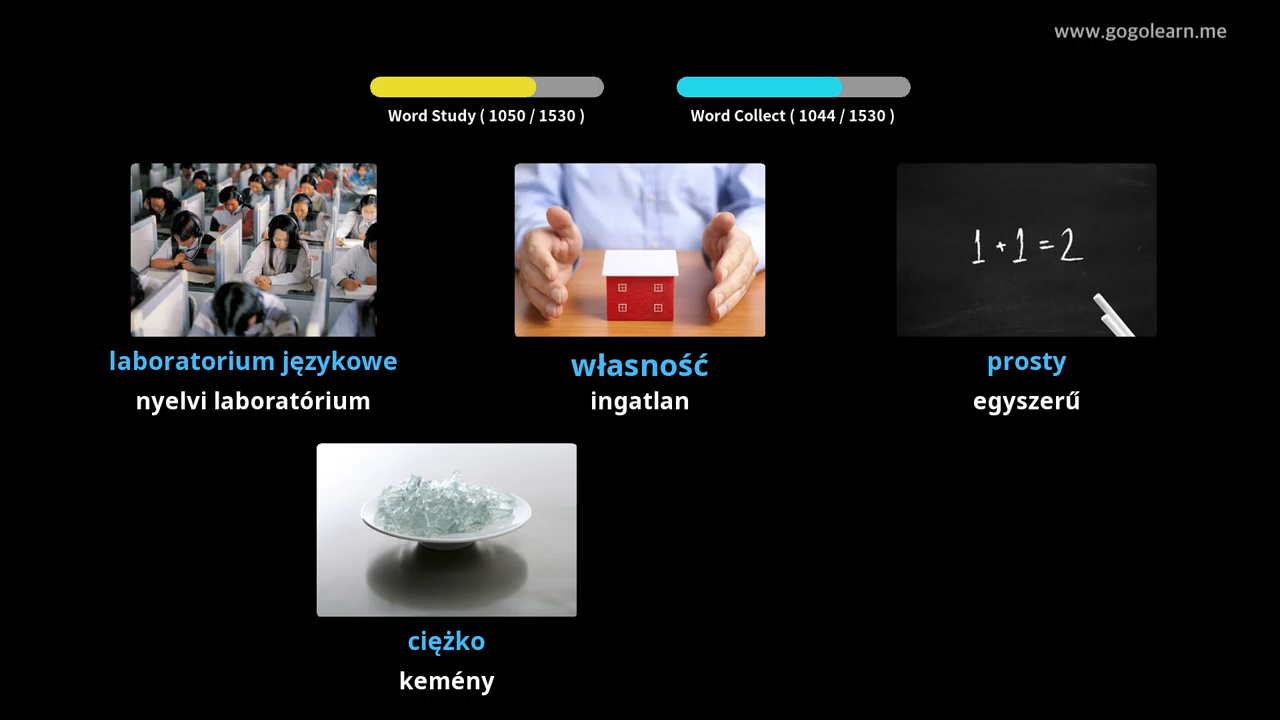 www.gogolearn.me
Word Study ( 1050 / 1530 )
Word Collect ( 1044 / 1530 )
laboratorium językowe
nyelvi laboratórium
własność
ingatlan
1 + 1 = 2
prosty
egyszerű
ciężko
kemény